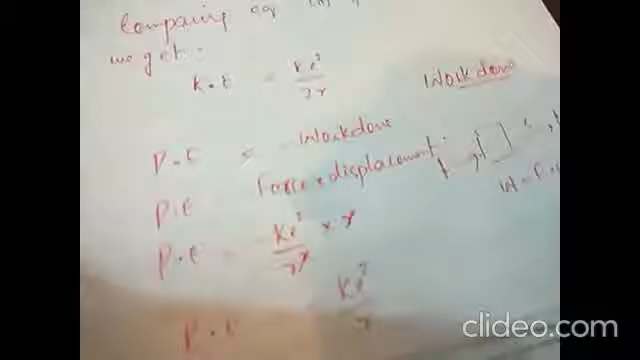 Comparing eq
we get.
K.E = Ke²/2r
Workdone
P.E = -Workdone
P.E Force × displacement.
P.E = Ke²/r² × r
P.E Ke²/r
clideo.com